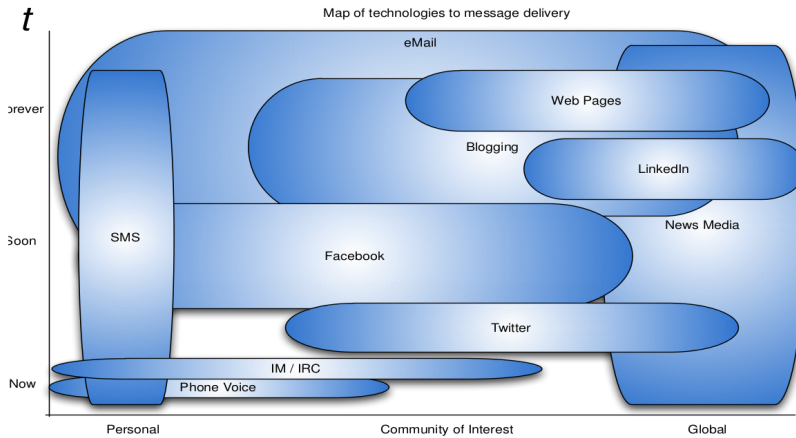 t
Map of technologies to message delivery
eMail
Web Pages
orever
Blogging
LinkedIn
News Media
SMS
Soon
Facebook
Twitter
IM / IRC
Now
Phone Voice
Personal
Community of Interest
Global